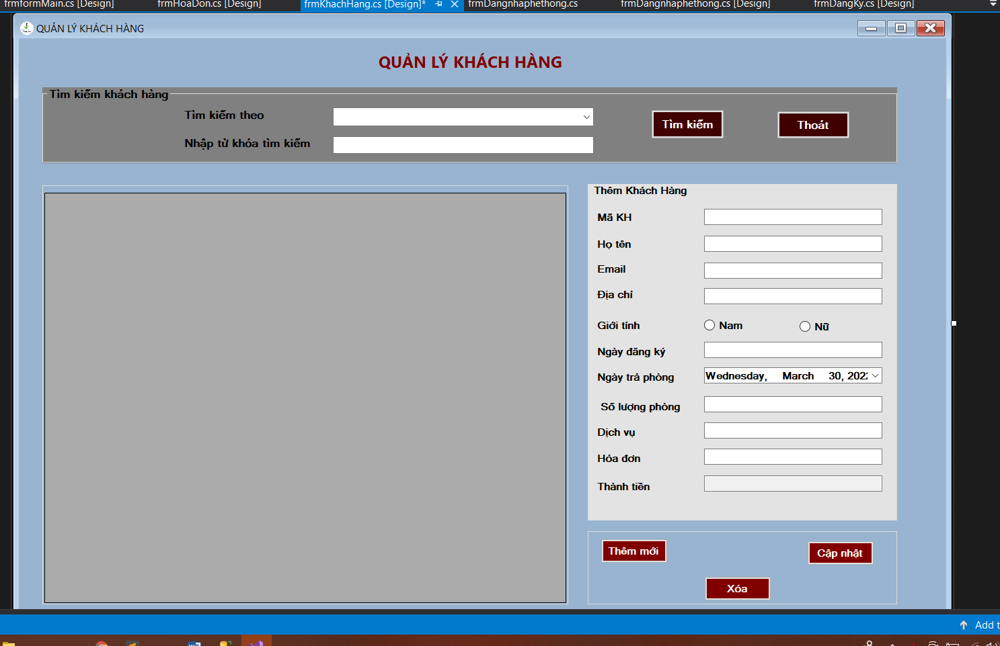 frmformMain.cs [Design] frmHoaDon.cs [Design] frmKhachHang.cs [Design]* frmDangnhaphethong.cs frmDangnhaphethong.cs [Design] frmDangKy.cs [Design]
QUẢN LÝ KHÁCH HÀNG
QUẢN LÝ KHÁCH HÀNG
Tìm kiếm khách hàng
Tìm kiếm theo
Tìm kiếm
Thoát
Nhập từ khóa tìm kiếm
Thêm Khách Hàng
Mã KH
Họ tên
Email
Địa chỉ
Giới tính Nam Nữ
Ngày đăng ký
Ngày trả phòng Wednesday, March 30, 2022
Số lượng phòng
Dịch vụ
Hóa đơn
Thành tiền
Thêm mới
Cập nhật
Xóa
Add t